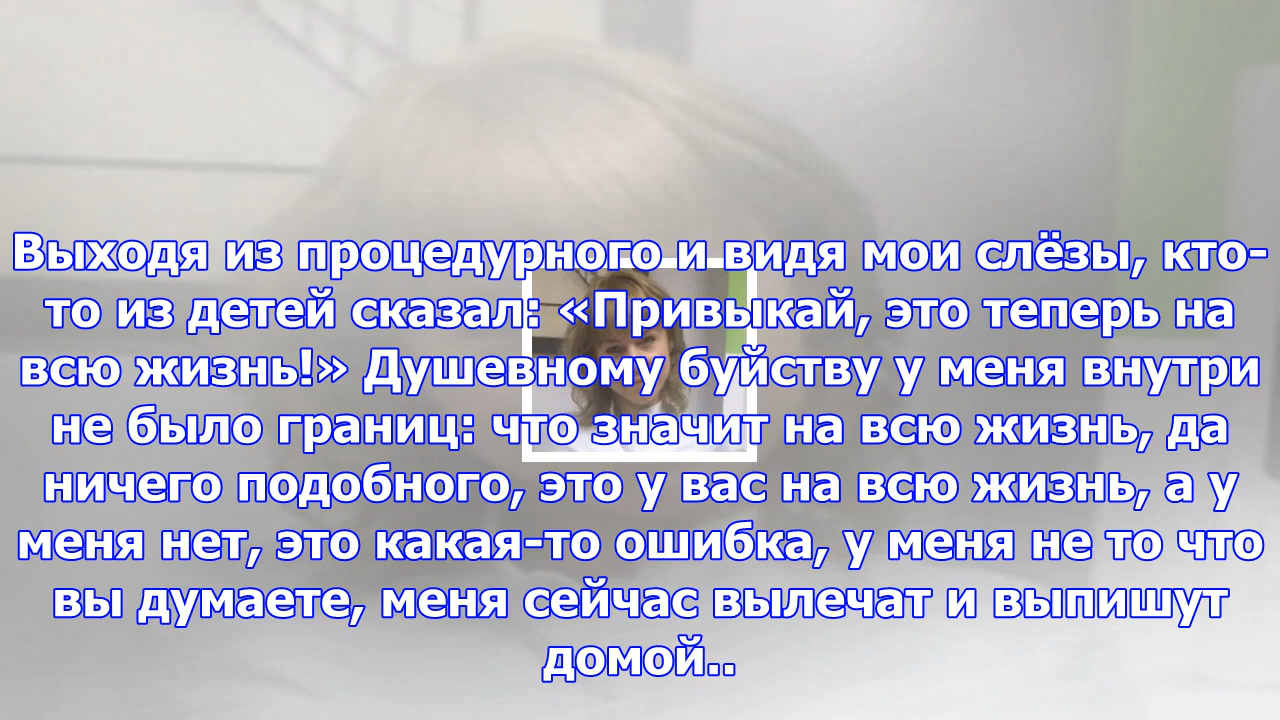 Выходя из процедурного и видя мои слёзы, кто-
то из детей сказал: «Привыкай, это теперь на
всю жизнь!» Душевному буйству у меня внутри
не было границ: что значит на всю жизнь, да
ничего подобного, это у вас на всю жизнь, а у
меня нет, это какая-то ошибка, у меня не то что
вы думаете, меня сейчас вылечат и выпишут
домой..